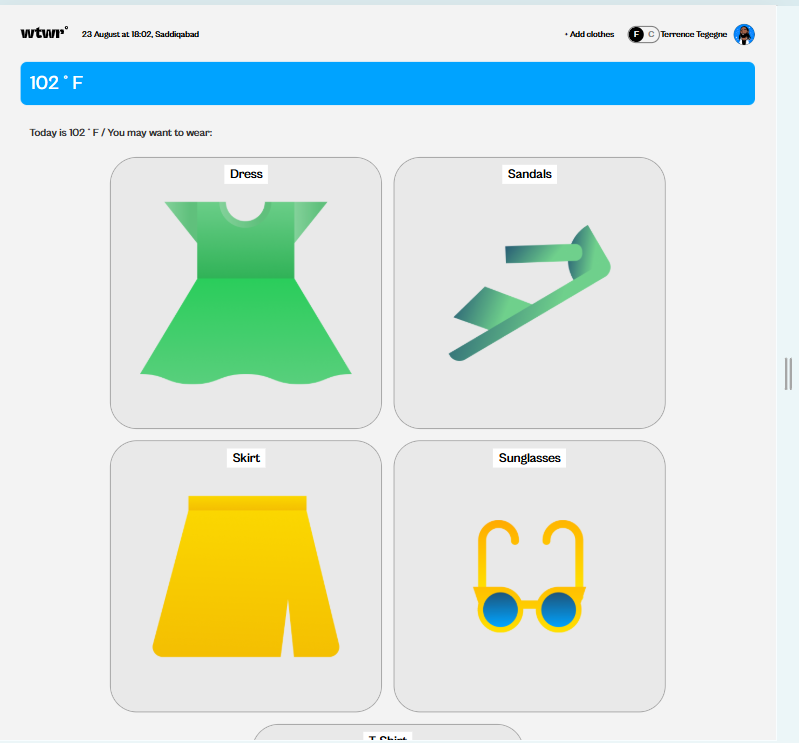 wtwr°
23 August at 18:02, Saddiqabad
+ Add clothes
F C
Terrence Tegegne
102 ° F
Today is 102 ° F / You may want to wear:
Dress
Sandals
Skirt
Sunglasses
T-Shirt